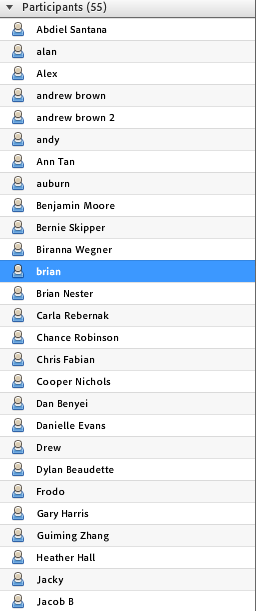 Participants (55)
Abdiel Santana
alan
Alex
andrew brown
andrew brown 2
andy
Ann Tan
auburn
Benjamin Moore
Bernie Skipper
Biranna Wegner
brian
Brian Nester
Carla Rebernak
Chance Robinson
Chris Fabian
Cooper Nichols
Dan Benyei
Danielle Evans
Drew
Dylan Beaudette
Frodo
Gary Harris
Guiming Zhang
Heather Hall
Jacky
Jacob B